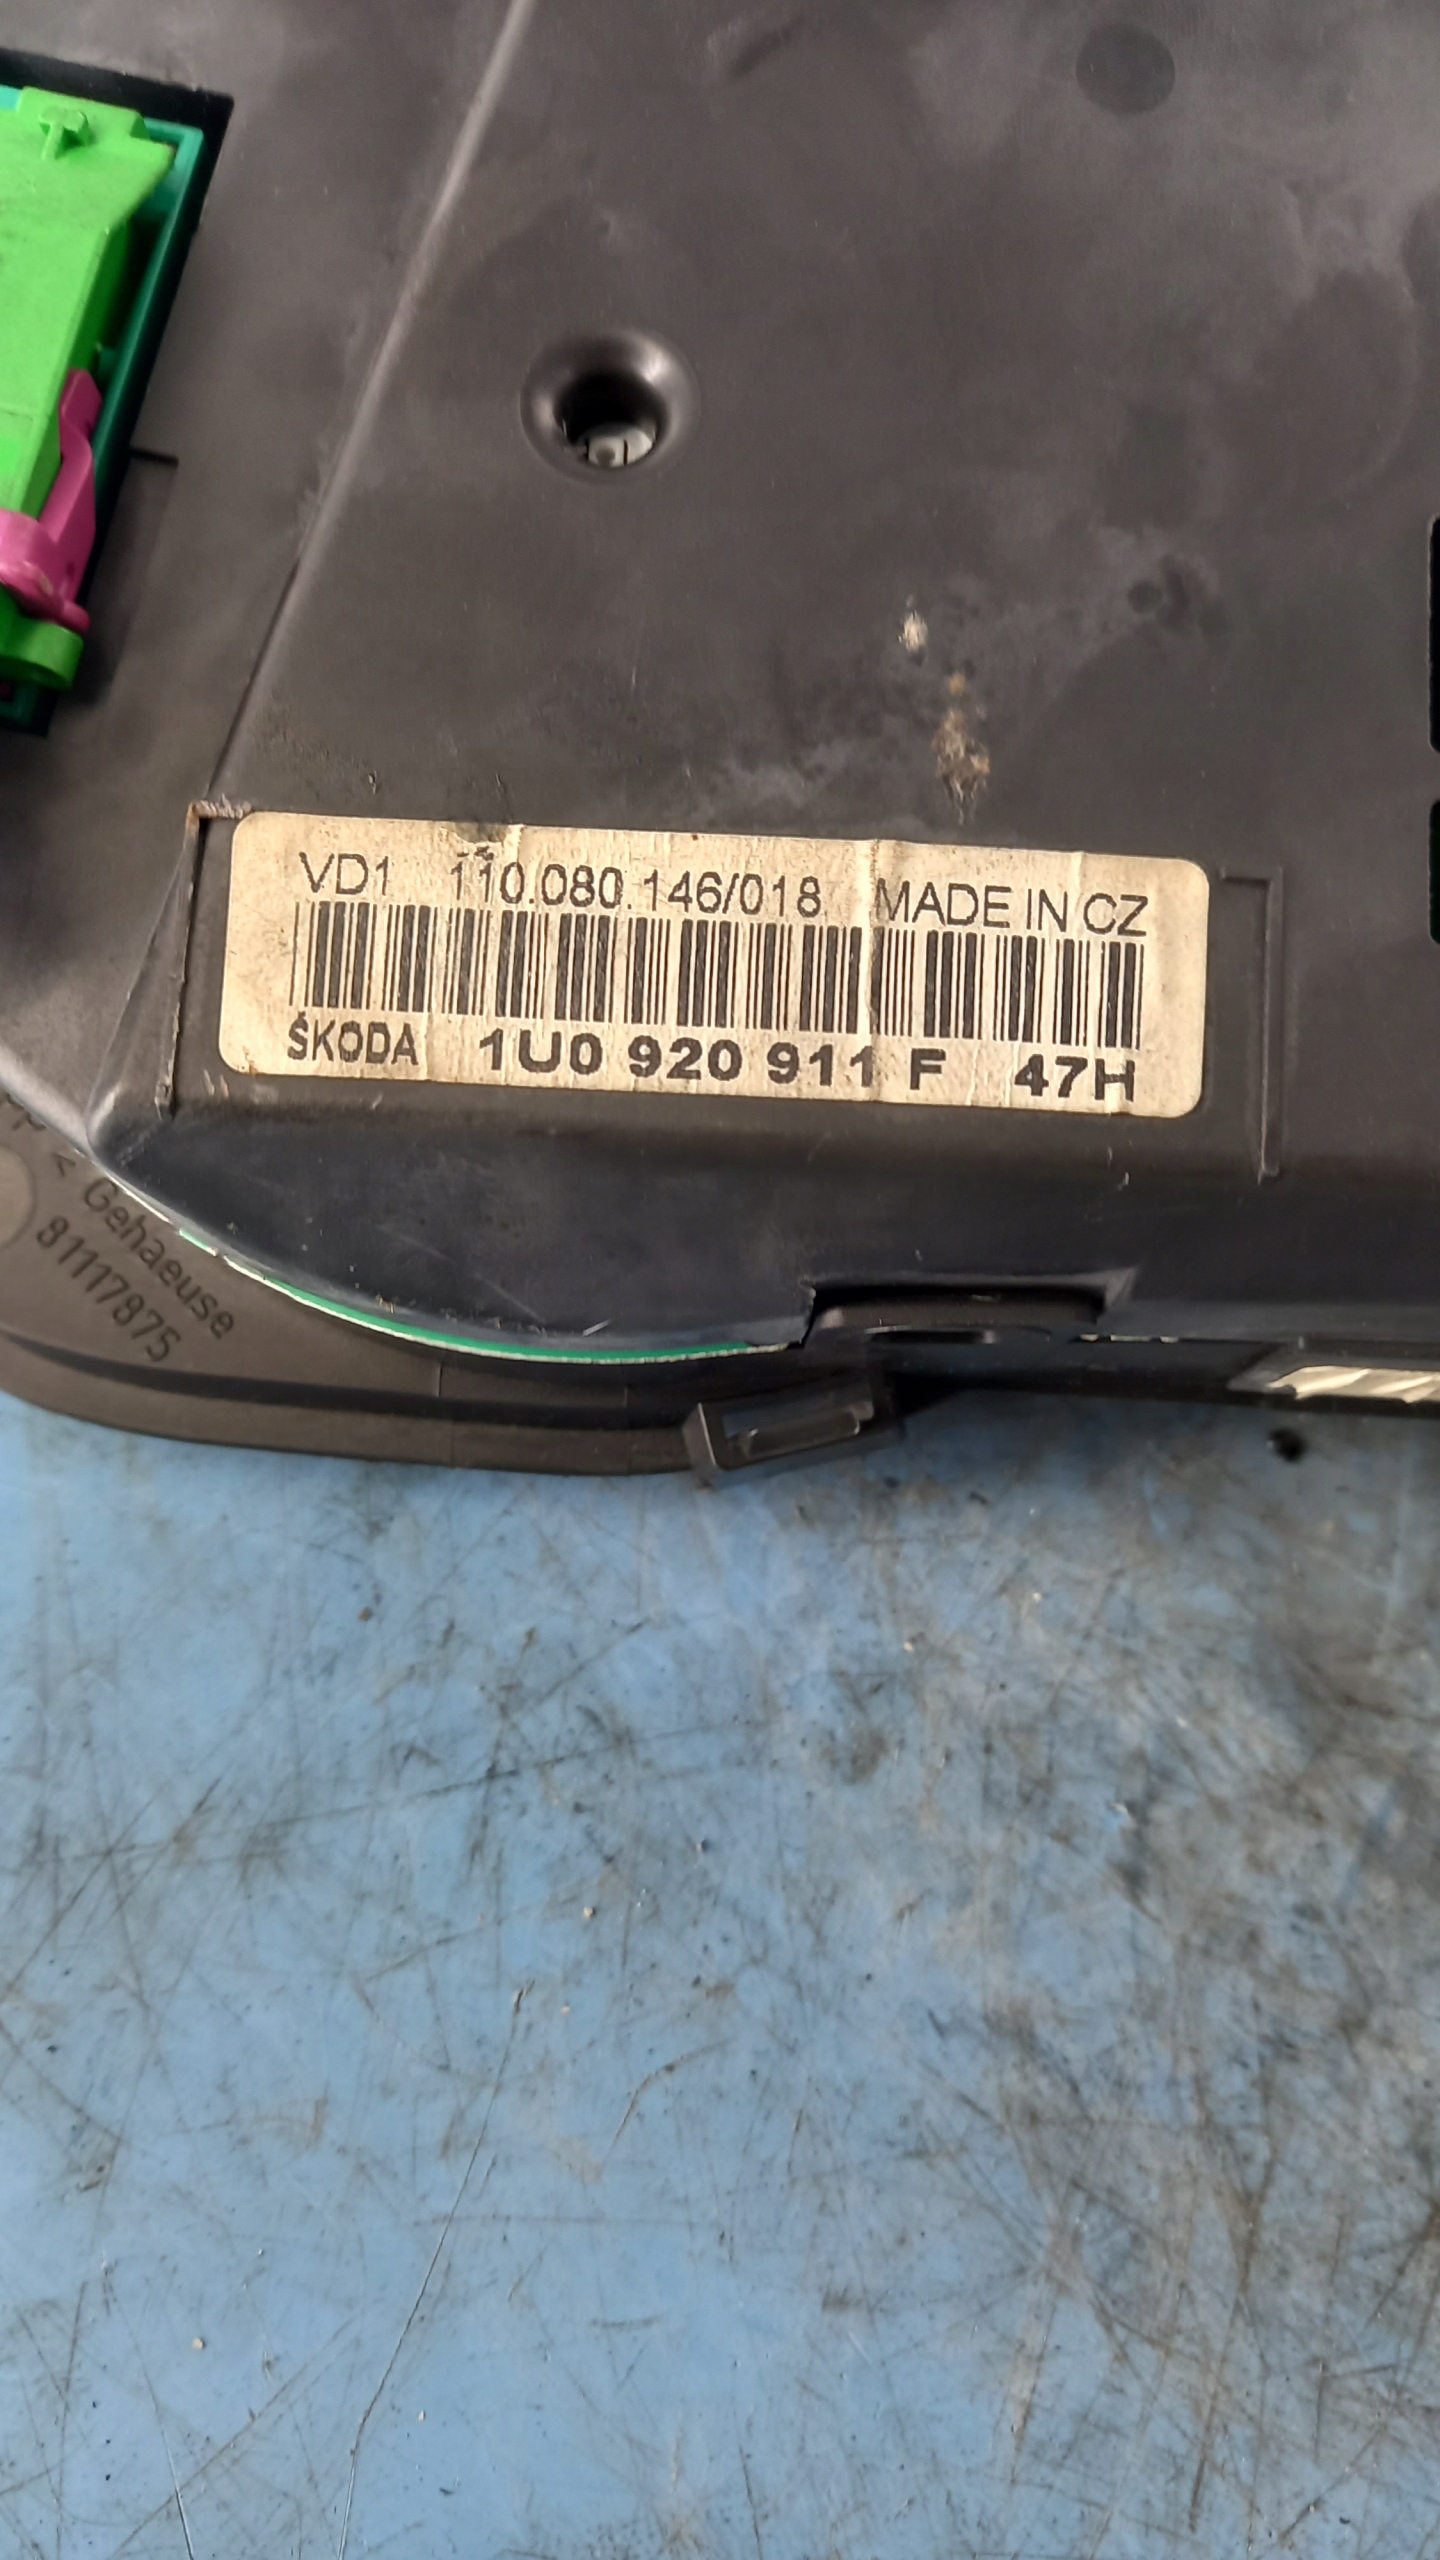 VD1 110.080.146/018 MADE IN CZ
ŠKODA 1U0 920 911 F 47H
< Gehaeuse
81117875